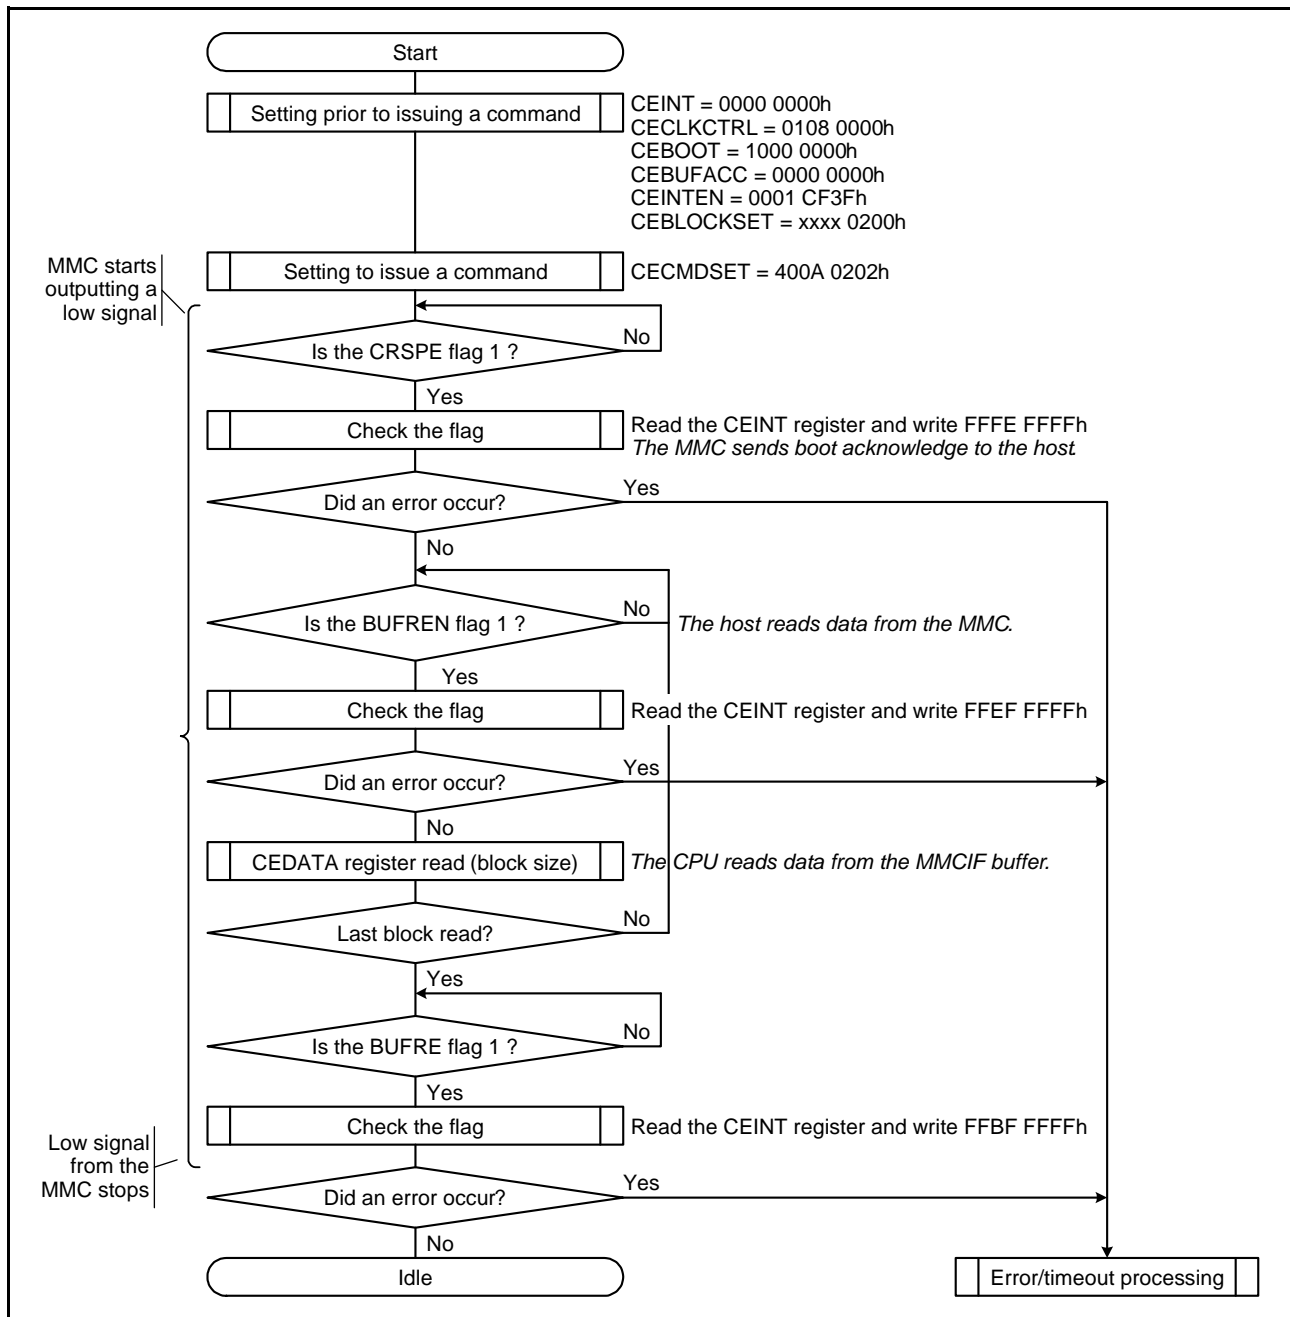 Start
Setting prior to issuing a command
CEINT = 0000 0000h
CECLKCTRL = 0108 0000h
CEBOOT = 1000 0000h
CEBUFACC = 0000 0000h
CEINTEN = 0001 CF3Fh
CEBLOCKSET = xxxx 0200h
MMC starts
outputting a
low signal
Setting to issue a command
CECMDSET = 400A 0202h
Is the CRSPE flag 1 ?
No
Yes
Check the flag
Read the CEINT register and write FFFE FFFFh
The MMC sends boot acknowledge to the host.
Did an error occur?
Yes
No
Is the BUFREN flag 1 ?
No
The host reads data from the MMC.
Yes
Check the flag
Read the CEINT register and write FFEF FFFFh
Did an error occur?
Yes
No
CEDATA register read (block size)
The CPU reads data from the MMCIF buffer.
Last block read?
No
Yes
Is the BUFRE flag 1 ?
No
Yes
Check the flag
Read the CEINT register and write FFBF FFFFh
Low signal
from the
MMC stops
Did an error occur?
Yes
No
Idle
Error/timeout processing